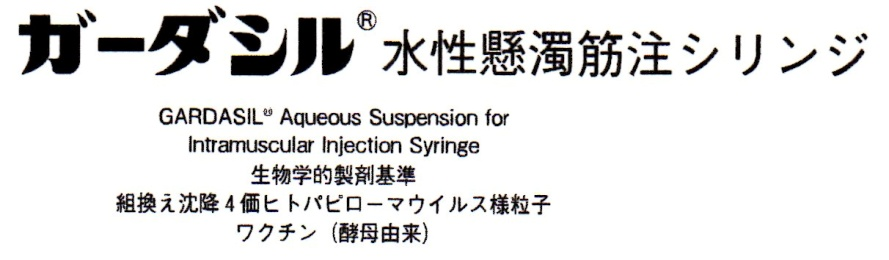 ガーダシル® 水性懸濁筋注シリンジ
GARDASIL® Aqueous Suspension for
Intramuscular Injection Syringe
生物学的製剤基準
組換え沈降4価ヒトパピローマウイルス様粒子
ワクチン（酵母由来）